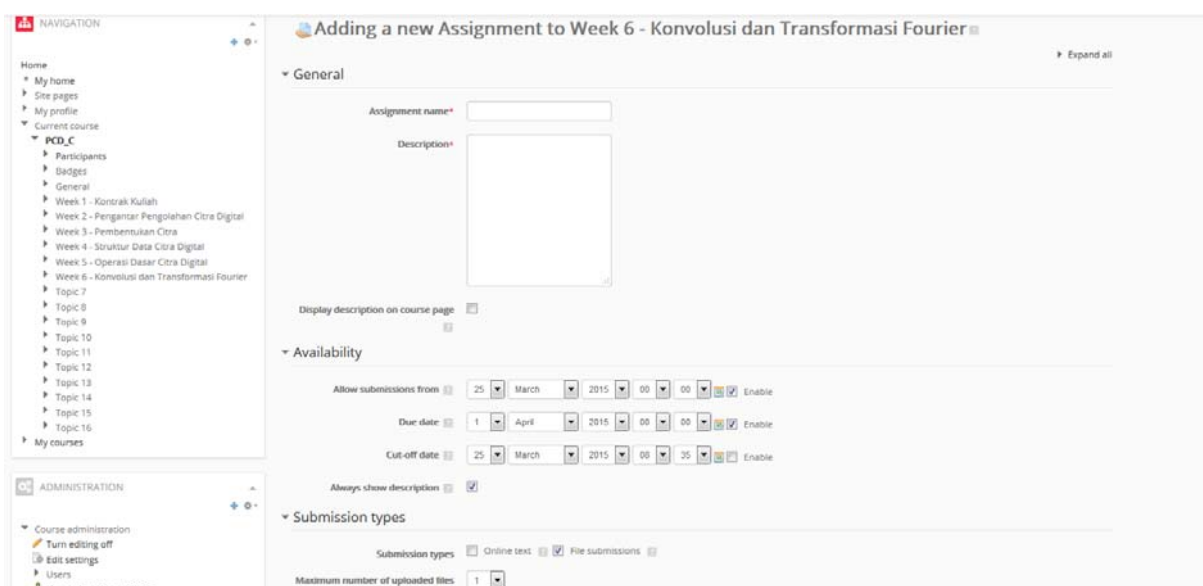 NAVIGATION
Home
My home
Site pages
My profile
Current course
PCD_C
Participants
Badges
General
Week 1 - Kontrak Kuliah
Week 2 - Pengantar Pengolahan Citra Digital
Week 3 - Pembentukan Citra
Week 4 - Struktur Data Citra Digital
Week 5 - Operasi Dasar Citra Digital
Week 6 - Konvolusi dan Transformasi Fourier
Topic 7
Topic 8
Topic 9
Topic 10
Topic 11
Topic 12
Topic 13
Topic 14
Topic 15
Topic 16
My courses
ADMINISTRATION
Course administration
Turn editing off
Edit settings
Users
Adding a new Assignment to Week 6 - Konvolusi dan Transformasi Fourier
Expand all
General
Assignment name*
Description*
Display description on course page
Availability
Allow submissions from 25 March 2015 00 00 Enable
Due date 1 April 2015 00 00 Enable
Cut-off date 25 March 2015 08 35 Enable
Always show description
Submission types
Submission types Online text File submissions
Maximum number of uploaded files 1